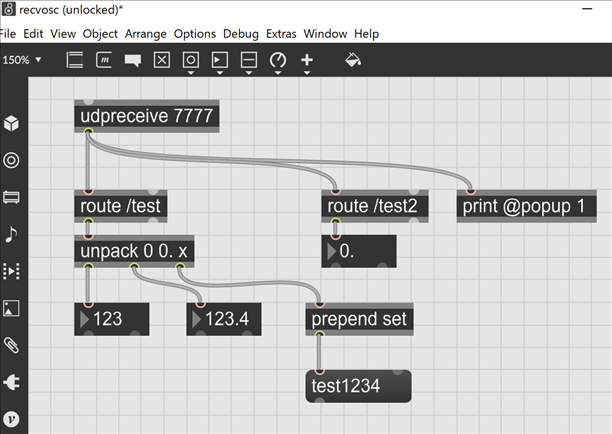 recvosc (unlocked)*
File Edit View Object Arrange Options Debug Extras Window Help
150%
udpreceive 7777
route /test
route /test2
print @popup 1
unpack 0 0. x
0.
123
123.4
prepend set
test1234